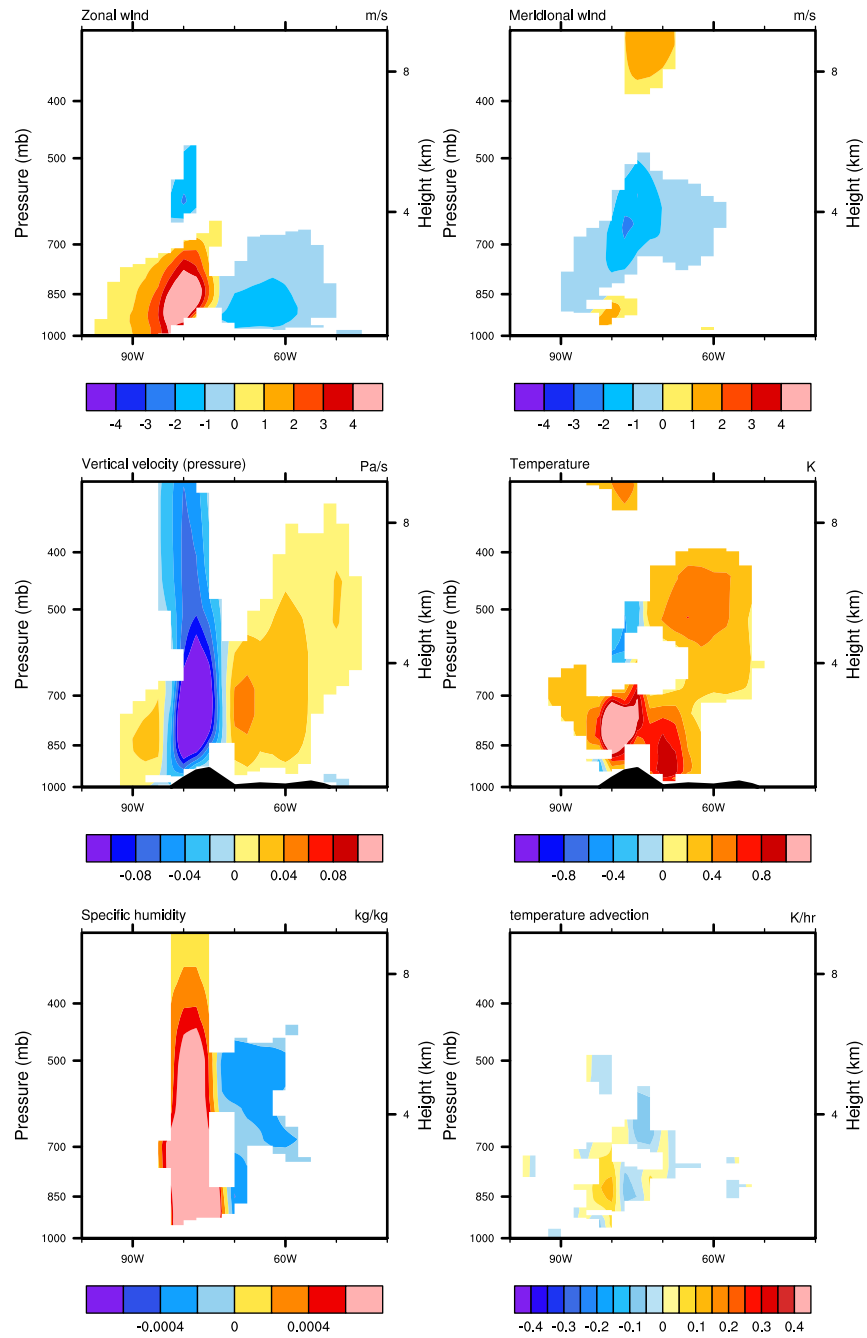 Zonal wind m/s
400
500
700
850
1000
Pressure (mb)
8
4
Height (km)
90W 60W
-4 -3 -2 -1 0 1 2 3 4
Meridional wind m/s
400
500
700
850
1000
Pressure (mb)
8
4
Height (km)
90W 60W
-4 -3 -2 -1 0 1 2 3 4
Vertical velocity (pressure) Pa/s
400
500
700
850
1000
Pressure (mb)
8
4
Height (km)
90W 60W
-0.08 -0.04 0 0.04 0.08
Temperature K
400
500
700
850
1000
Pressure (mb)
8
4
Height (km)
90W 60W
-0.8 -0.4 0 0.4 0.8
Specific humidity kg/kg
400
500
700
850
1000
Pressure (mb)
8
4
Height (km)
90W 60W
-0.0004 0 0.0004
temperature advection K/hr
400
500
700
850
1000
Pressure (mb)
8
4
Height (km)
90W 60W
-0.4 -0.3 -0.2 -0.1 0 0.1 0.2 0.3 0.4